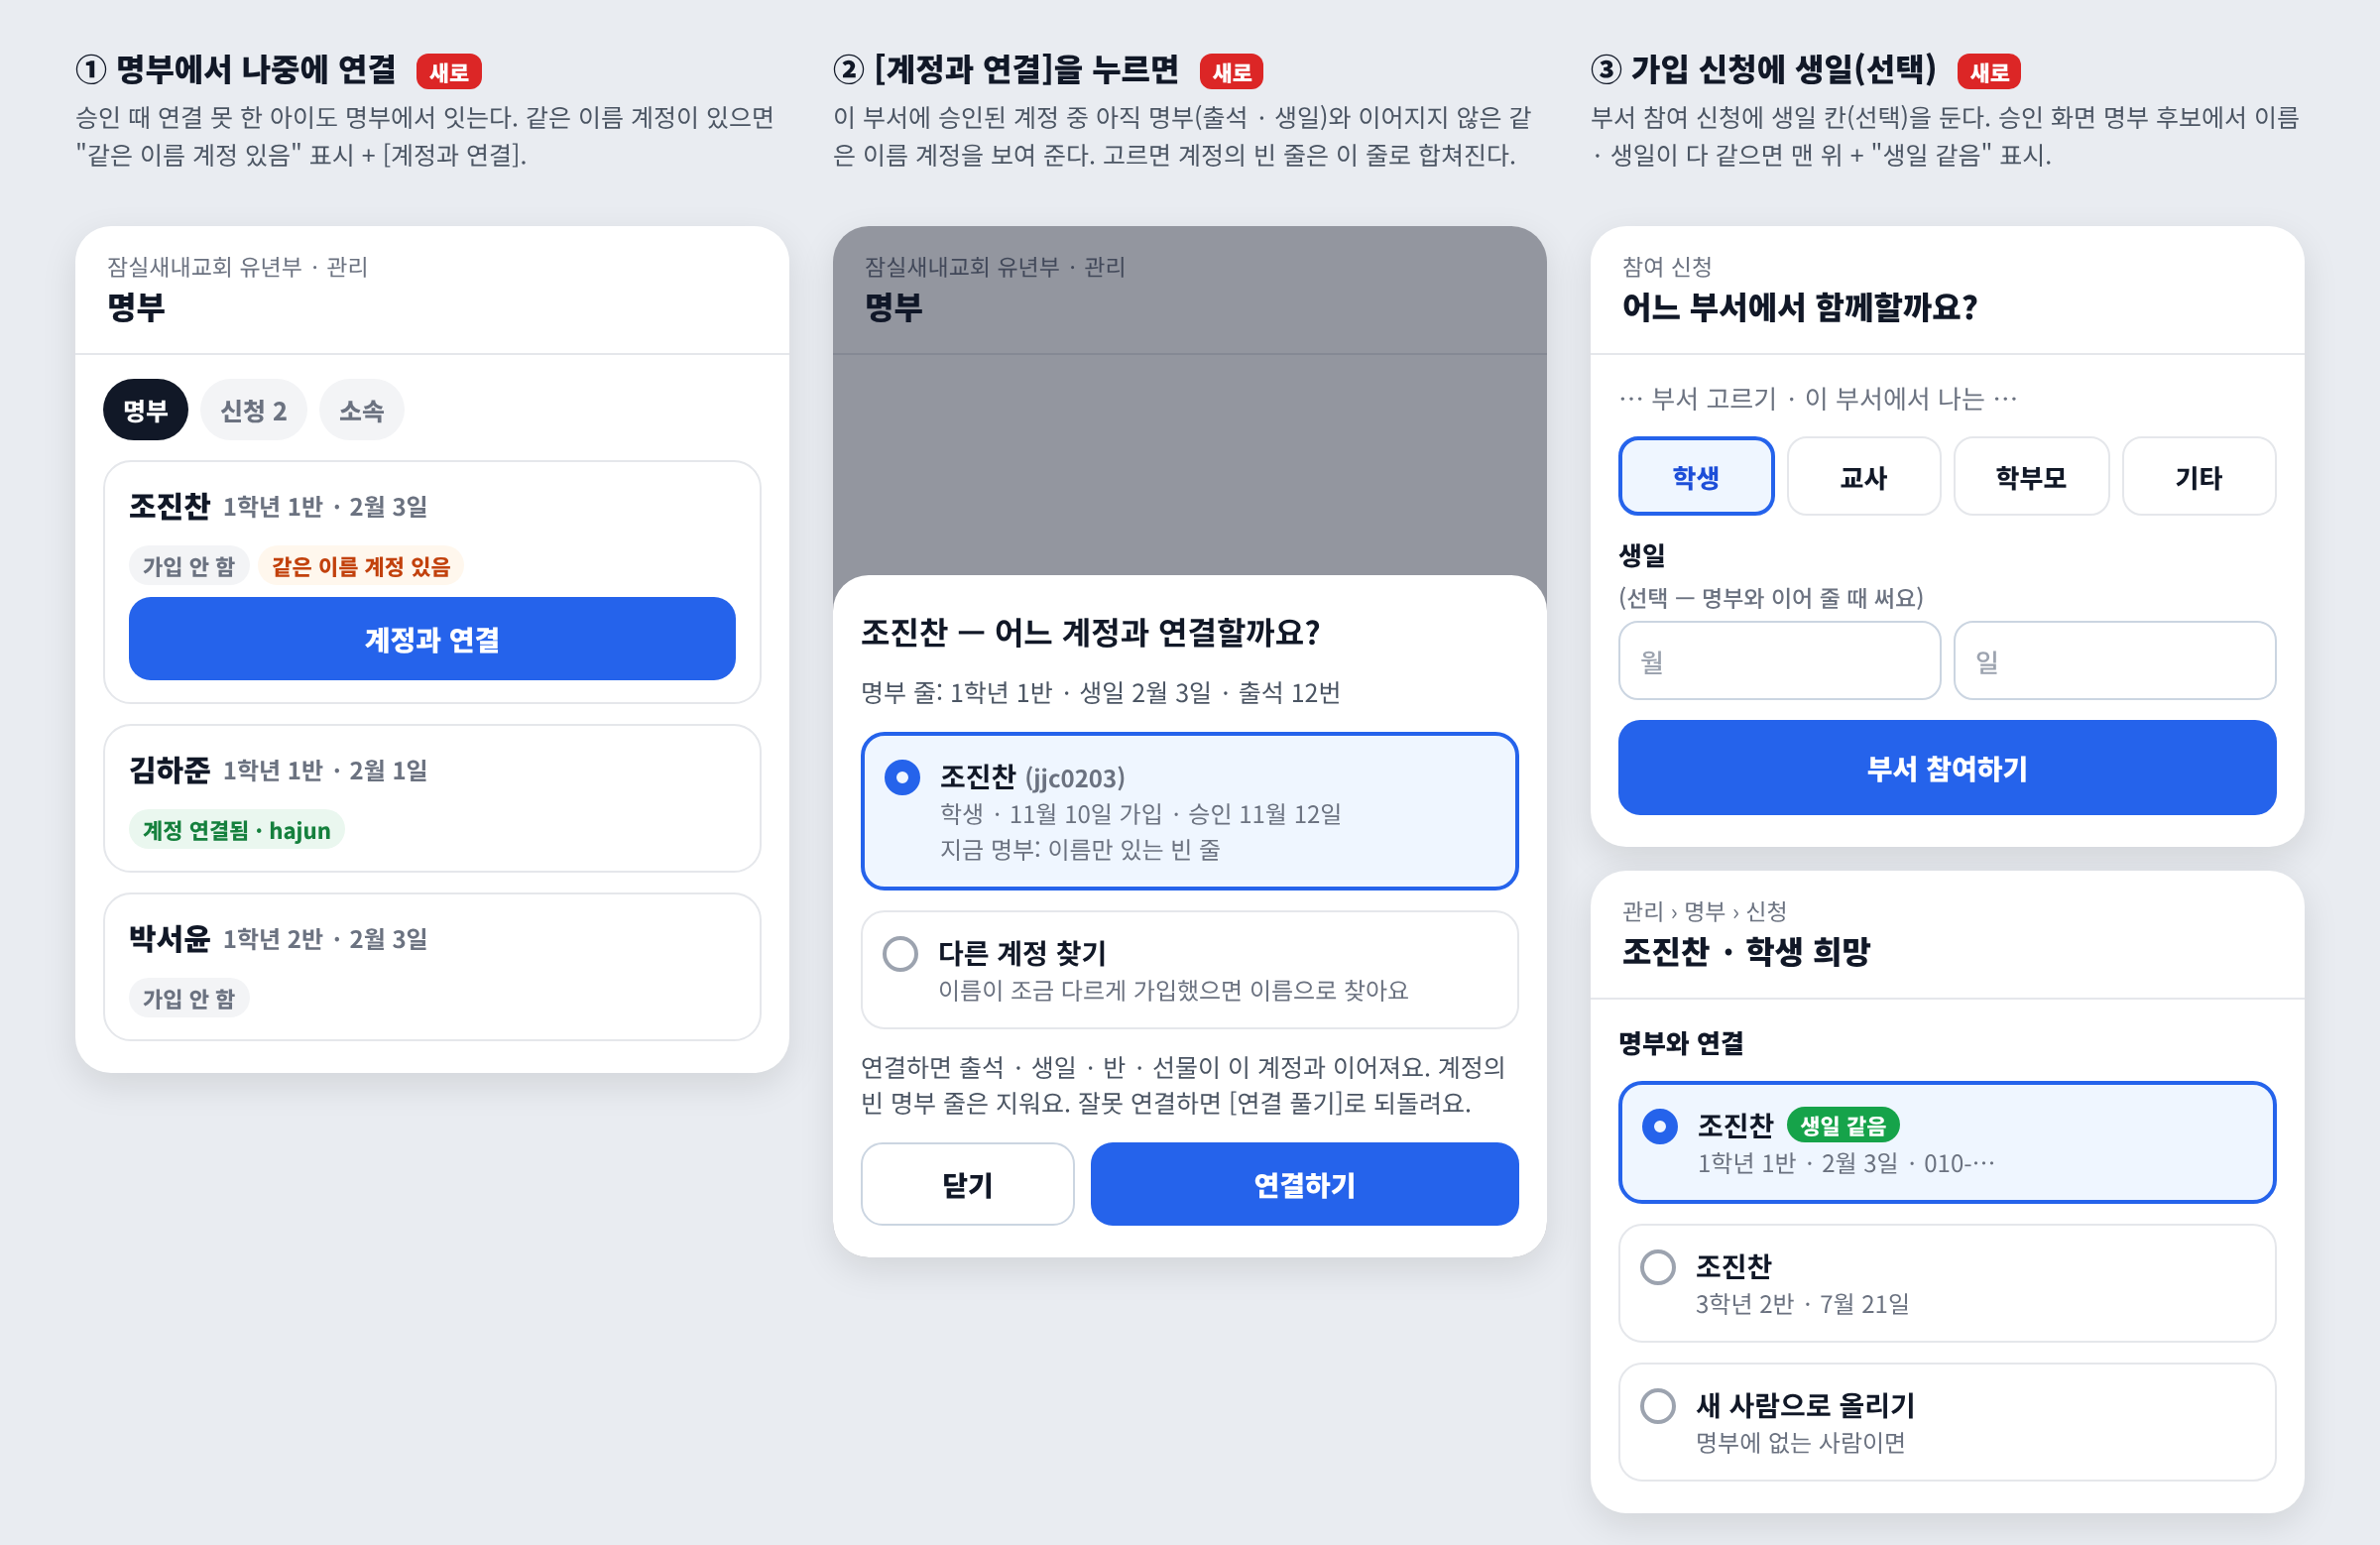 ① 명부에서 나중에 연결 새로
승인 때 연결 못 한 아이도 명부에서 잇는다. 같은 이름 계정이 있으면
"같은 이름 계정 있음" 표시 + [계정과 연결].
잠실새내교회 유년부 · 관리
명부
명부 신청 2 소속
조진찬 1학년 1반 · 2월 3일
가입 안 함 같은 이름 계정 있음
계정과 연결
김하준 1학년 1반 · 2월 1일
계정 연결됨 · hajun
박서윤 1학년 2반 · 2월 3일
가입 안 함
② [계정과 연결]을 누르면 새로
이 부서에 승인된 계정 중 아직 명부(출석 · 생일)와 이어지지 않은 같
은 이름 계정을 보여 준다. 고르면 계정의 빈 줄은 이 줄로 합쳐진다.
잠실새내교회 유년부 · 관리
명부
조진찬 — 어느 계정과 연결할까요?
명부 줄: 1학년 1반 · 생일 2월 3일 · 출석 12번
조진찬 (jjc0203)
학생 · 11월 10일 가입 · 승인 11월 12일
지금 명부: 이름만 있는 빈 줄
다른 계정 찾기
이름이 조금 다르게 가입했으면 이름으로 찾아요
연결하면 출석 · 생일 · 반 · 선물이 이 계정과 이어져요. 계정의
빈 명부 줄은 지워요. 잘못 연결하면 [연결 풀기]로 되돌려요.
닫기 연결하기
③ 가입 신청에 생일(선택) 새로
부서 참여 신청에 생일 칸(선택)을 둔다. 승인 화면 명부 후보에서 이름
· 생일이 다 같으면 맨 위 + "생일 같음" 표시.
참여 신청
어느 부서에서 함께할까요?
⋯ 부서 고르기 · 이 부서에서 나는 ⋯
학생 교사 학부모 기타
생일
(선택 — 명부와 이어 줄 때 써요)
월 일
부서 참여하기
관리 › 명부 › 신청
조진찬 · 학생 희망
명부와 연결
조진찬 생일 같음
1학년 1반 · 2월 3일 · 010-⋯
조진찬
3학년 2반 · 7월 21일
새 사람으로 올리기
명부에 없는 사람이면